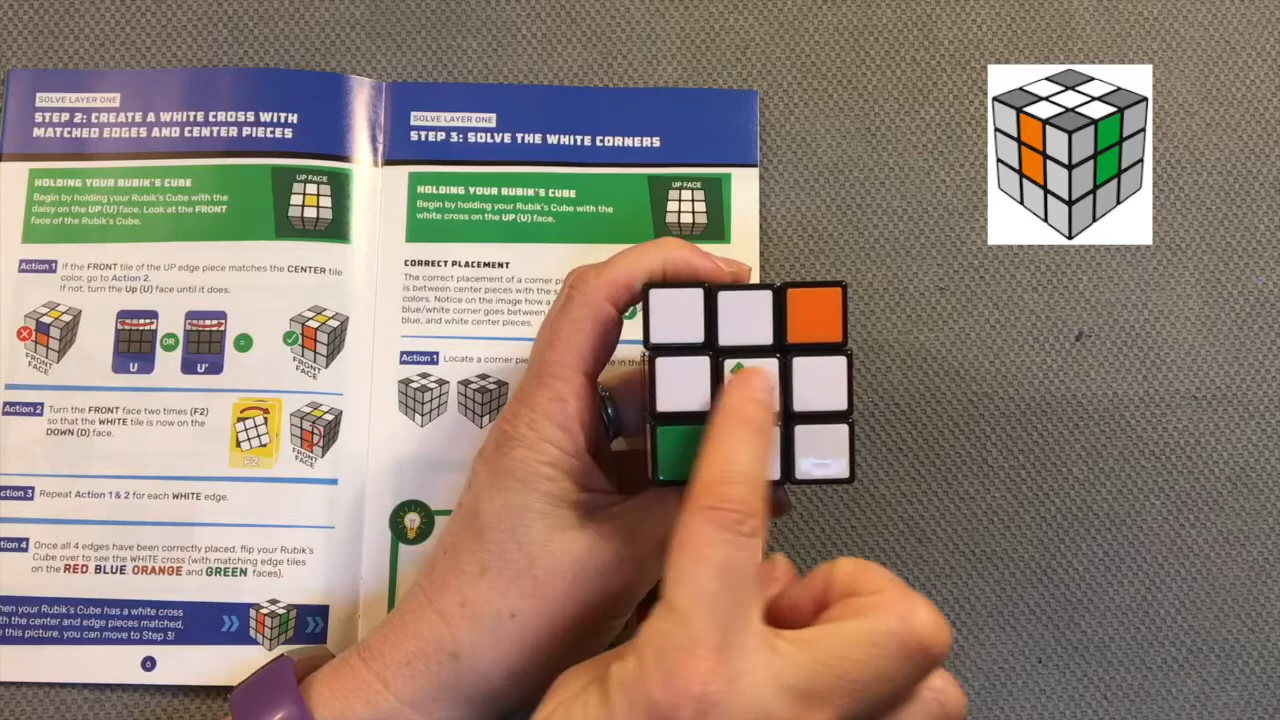 SOLVE LAYER ONE
STEP 2: CREATE A WHITE CROSS WITH
MATCHED EDGES AND CENTER PIECES
HOLDING YOUR RUBIK'S CUBE
Begin by holding your Rubik's Cube with the
daisy on the UP (U) face. Look at the FRONT
face of the Rubik's Cube.
UP FACE
Action 1 If the FRONT tile of the UP edge piece matches the CENTER tile
color, go to Action 2.
If not, turn the Up (U) face until it does.
FRONT
FACE
U
OR
U'
=
FRONT
FACE
Action 2 Turn the FRONT face two times (F2)
so that the WHITE tile is now on the
DOWN (D) face.
F2
FRONT
FACE
ction 3 Repeat Action 1 & 2 for each WHITE edge.
ction 4 Once all 4 edges have been correctly placed, flip your Rubik's
Cube over to see the WHITE cross (with matching edge tiles
on the RED, BLUE, ORANGE and GREEN faces).
hen your Rubik's Cube has a white cross
th the center and edge pieces matched,
e this picture, you can move to Step 3!
6
SOLVE LAYER ONE
STEP 3: SOLVE THE WHITE CORNERS
HOLDING YOUR RUBIK'S CUBE
Begin by holding your Rubik's Cube with the
white cross on the UP (U) face.
UP FACE
CORRECT PLACEMENT
The correct placement of a corner pi
is between center pieces with the s
colors. Notice on the image how a
blue/white corner goes between
blue, and white center pieces.
Action 1 Locate a corner pie in the